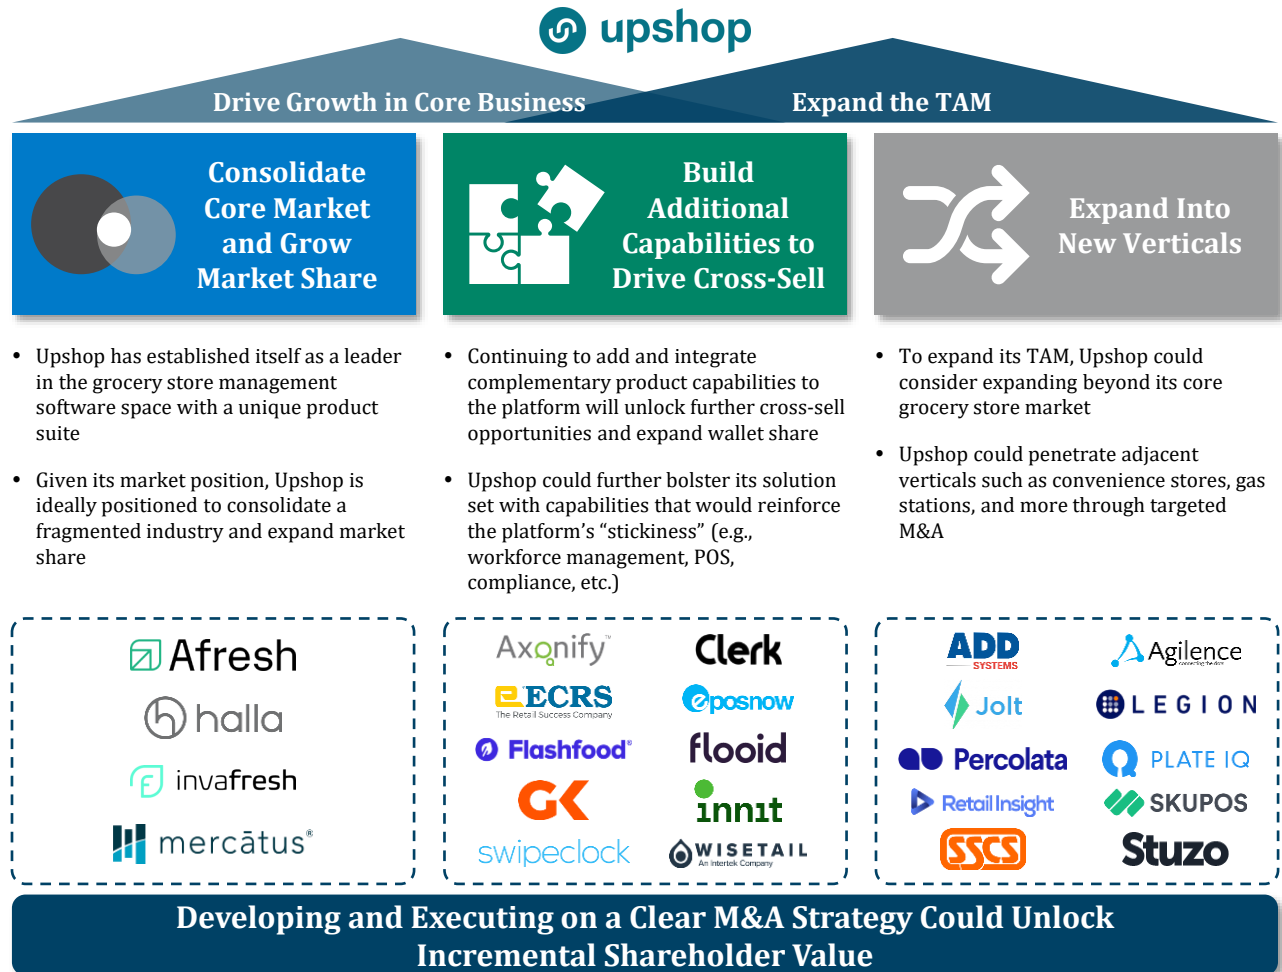 upshop
Drive Growth in Core Business
Expand the TAM
Consolidate
Core Market
and Grow
Market Share
Build
Additional
Capabilities to
Drive Cross-Sell
Expand Into
New Verticals
• Upshop has established itself as a leader
in the grocery store management
software space with a unique product
suite
• Given its market position, Upshop is
ideally positioned to consolidate a
fragmented industry and expand market
share
• Continuing to add and integrate
complementary product capabilities to
the platform will unlock further cross-sell
opportunities and expand wallet share
• Upshop could further bolster its solution
set with capabilities that would reinforce
the platform’s “stickiness” (e.g.,
workforce management, POS,
compliance, etc.)
• To expand its TAM, Upshop could
consider expanding beyond its core
grocery store market
• Upshop could penetrate adjacent
verticals such as convenience stores, gas
stations, and more through targeted
M&A
Afresh
halla
invafresh
mercātus®
Axonify™
Clerk
ECRS
The Retail Success Company
eposnow
Flashfood®
flooid
GK
innit
swipeclock
WISETAIL
An Intertek Company
ADD
SYSTEMS
Agilence
connecting the dots
Jolt
LEGION
Percolata
PLATE IQ
Retail Insight
SKUPOS
SSCS
Stuzo
Developing and Executing on a Clear M&A Strategy Could Unlock
Incremental Shareholder Value